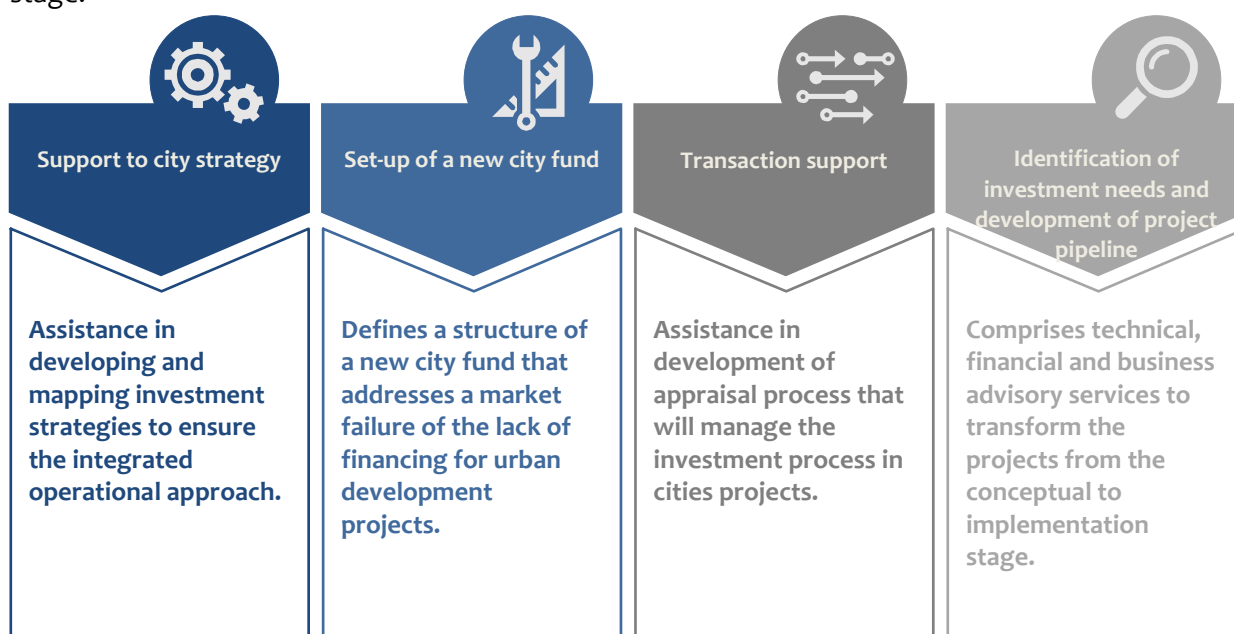 stage.
Support to city strategy
Set-up of a new city fund
Transaction support
Identification of
investment needs and
development of project
pipeline
Assistance in
developing and
mapping investment
strategies to ensure
the integrated
operational approach.
Defines a structure of
a new city fund that
addresses a market
failure of the lack of
financing for urban
development
projects.
Assistance in
development of
appraisal process that
will manage the
investment process in
cities projects.
Comprises technical,
financial and business
advisory services to
transform the
projects from the
conceptual to
implementation
stage.